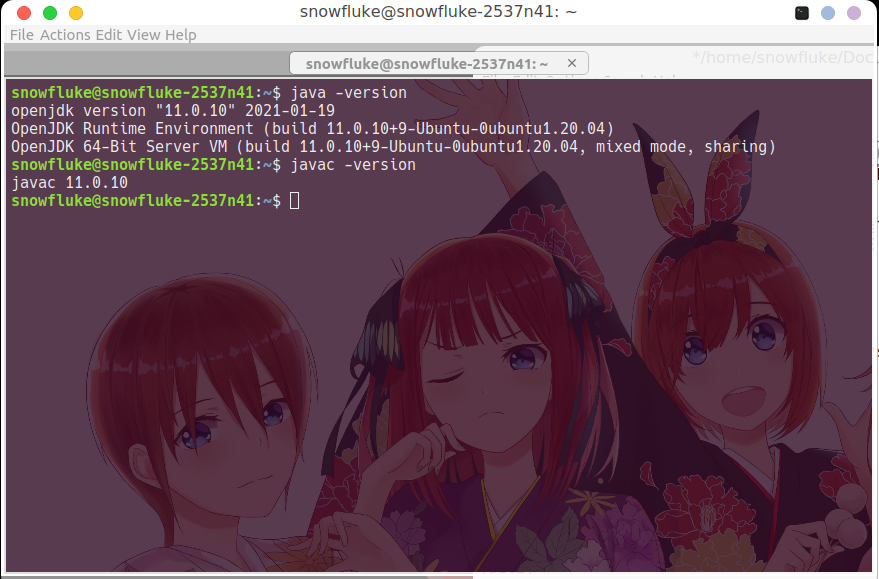 snowfluke@snowfluke-2537n41: ~
File Actions Edit View Help
*/home/snowfluke/Doc
snowfluke@snowfluke-2537n41: ~ ×
snowfluke@snowfluke-2537n41:~$ java -version
openjdk version "11.0.10" 2021-01-19
OpenJDK Runtime Environment (build 11.0.10+9-Ubuntu-0ubuntu1.20.04)
OpenJDK 64-Bit Server VM (build 11.0.10+9-Ubuntu-0ubuntu1.20.04, mixed mode, sharing)
snowfluke@snowfluke-2537n41:~$ javac -version
javac 11.0.10
snowfluke@snowfluke-2537n41:~$